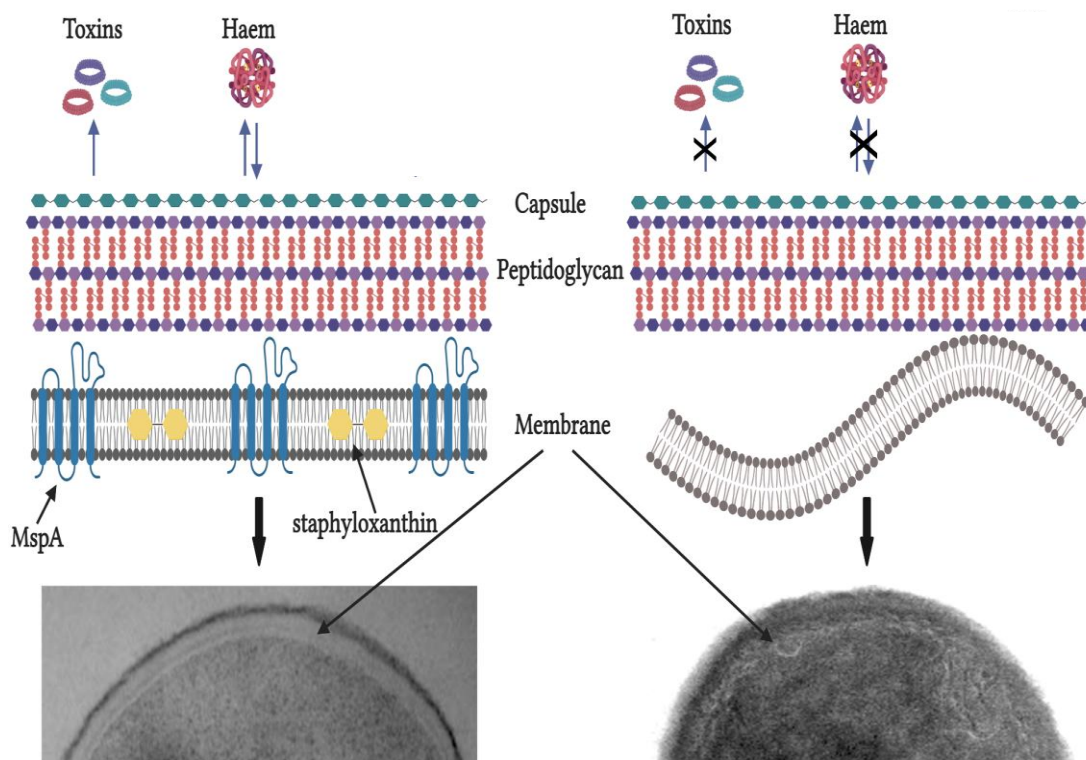 Toxins
Haem
Toxins
Haem
Capsule
Peptidoglycan
Membrane
MspA
staphyloxanthin